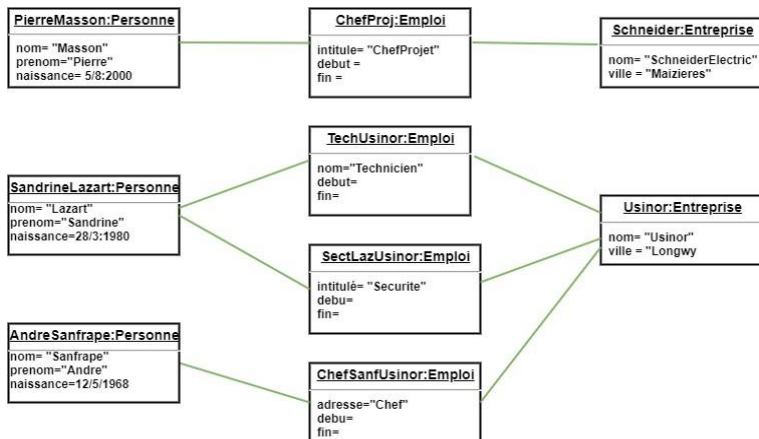 PierreMasson:Personne
nom= "Masson"
prenom="Pierre"
naissance= 5/8:2000
ChefProj:Emploi
intitule= "ChefProjet"
debut =
fin =
Schneider:Entreprise
nom= "SchneiderElectric"
ville = "Maizieres"
SandrineLazart:Personne
nom= "Lazart"
prenom="Sandrine"
naissance=28/3:1980
TechUsinor:Emploi
nom="Technicien"
debut=
fin=
SectLazUsinor:Emploi
intitulè= "Securite"
debu=
fin=
Usinor:Entreprise
nom= "Usinor"
ville = "Longwy
AndreSanfrape:Personne
nom= "Sanfrape"
prenom="Andre"
naissance=12/5/1968
ChefSanfUsinor:Emploi
adresse="Chef"
debu=
fin=